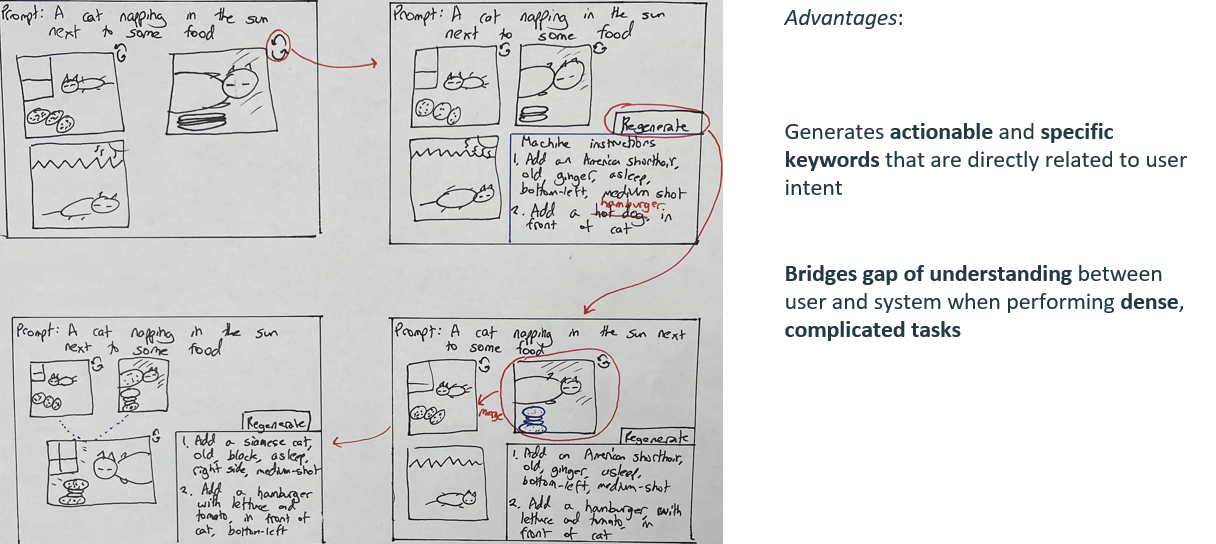 Prompt: A cat napping in the sun
next to some food
Prompt: A cat napping in the sun
next to some food
Regenerate
Machine instructions
1. Add an America shorthair,
old, ginger, asleep,
bottom-left, medium shot
hamburger,
2. Add a hot dog, in
front of cat
Prompt: A cat napping in the sun
next to some food
Regenerate
1. Add a siamese cat,
old black, asleep,
right side, medium-shot
2. Add a hamburger
with lettuce and
tomato, in front of
cat, bottom-left
Prompt: A cat napping in the sun next
to some food
merge
Regenerate
1. Add an American shorthair,
old, ginger, asleep,
bottom-left, medium-shot
2. Add a hamburger with
lettuce and tomato, in
front of cat
Advantages:
Generates actionable and specific
keywords that are directly related to user
intent
Bridges gap of understanding between
user and system when performing dense,
complicated tasks